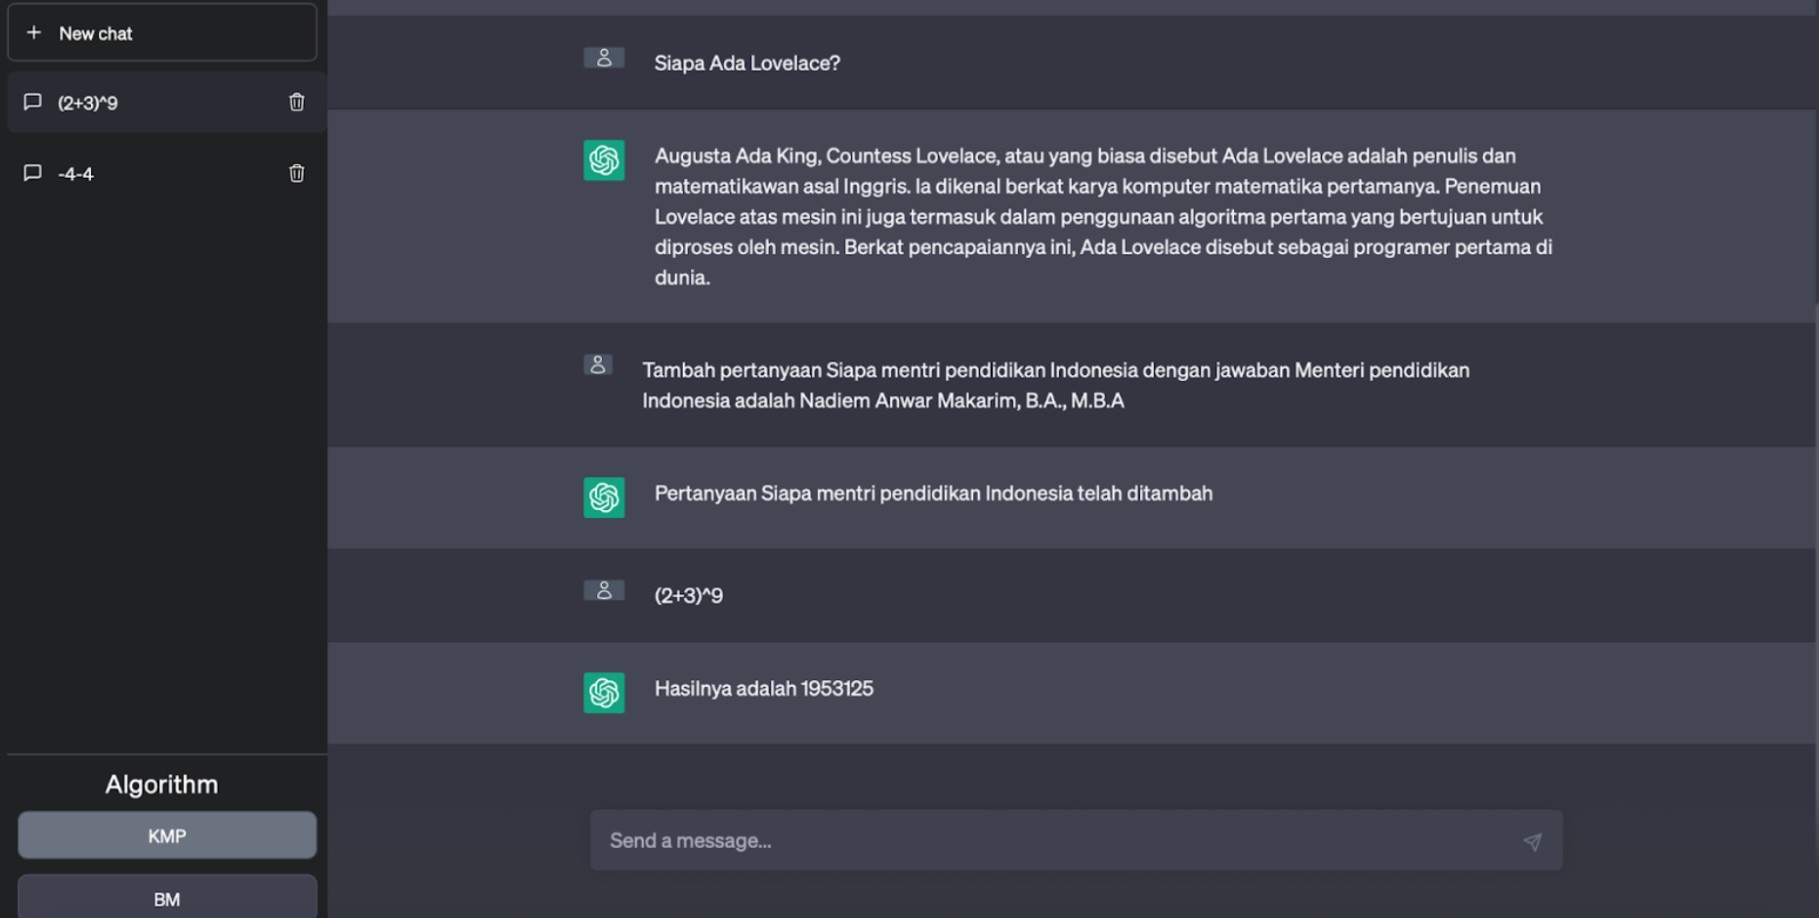 New chat
(2+3)^9
-4-4
Algorithm
KMP
BM
Siapa Ada Lovelace?
Augusta Ada King, Countess Lovelace, atau yang biasa disebut Ada Lovelace adalah penulis dan
matematikawan asal Inggris. Ia dikenal berkat karya komputer matematika pertamanya. Penemuan
Lovelace atas mesin ini juga termasuk dalam penggunaan algoritma pertama yang bertujuan untuk
diproses oleh mesin. Berkat pencapaiannya ini, Ada Lovelace disebut sebagai programer pertama di
dunia.
Tambah pertanyaan Siapa mentri pendidikan Indonesia dengan jawaban Menteri pendidikan
Indonesia adalah Nadiem Anwar Makarim, B.A., M.B.A
Pertanyaan Siapa mentri pendidikan Indonesia telah ditambah
(2+3)^9
Hasilnya adalah 1953125
Send a message...